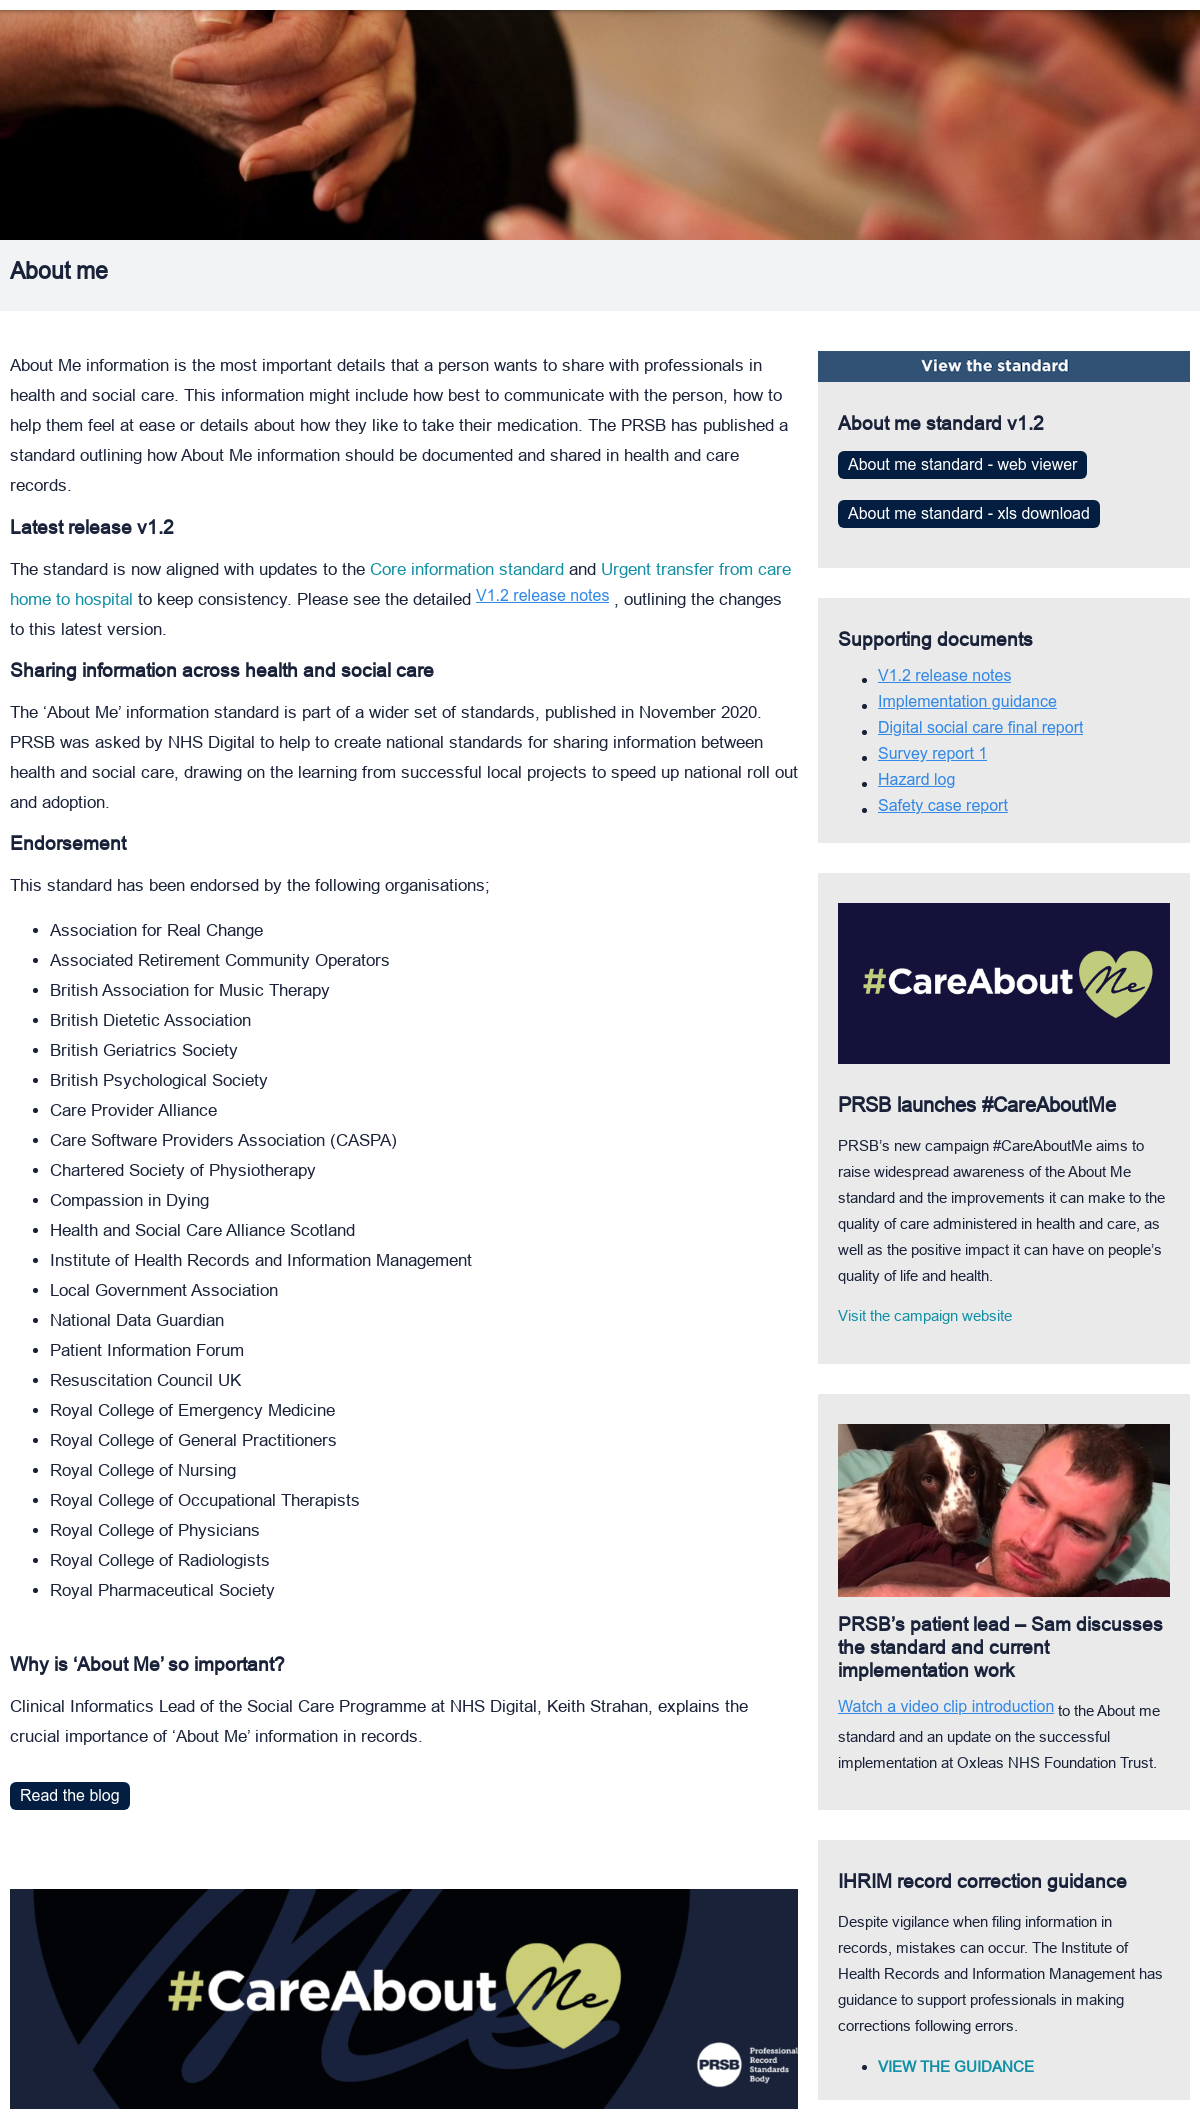 About me
About Me information is the most important details that a person wants to share with professionals in
health and social care. This information might include how best to communicate with the person, how to
help them feel at ease or details about how they like to take their medication. The PRSB has published a
standard outlining how About Me information should be documented and shared in health and care
records.
Latest release v1.2
The standard is now aligned with updates to the Core information standard and Urgent transfer from care
home to hospital to keep consistency. Please see the detailed V1.2 release notes , outlining the changes
to this latest version.
Sharing information across health and social care
The ‘About Me’ information standard is part of a wider set of standards, published in November 2020.
PRSB was asked by NHS Digital to help to create national standards for sharing information between
health and social care, drawing on the learning from successful local projects to speed up national roll out
and adoption.
Endorsement
This standard has been endorsed by the following organisations;
• Association for Real Change
• Associated Retirement Community Operators
• British Association for Music Therapy
• British Dietetic Association
• British Geriatrics Society
• British Psychological Society
• Care Provider Alliance
• Care Software Providers Association (CASPA)
• Chartered Society of Physiotherapy
• Compassion in Dying
• Health and Social Care Alliance Scotland
• Institute of Health Records and Information Management
• Local Government Association
• National Data Guardian
• Patient Information Forum
• Resuscitation Council UK
• Royal College of Emergency Medicine
• Royal College of General Practitioners
• Royal College of Nursing
• Royal College of Occupational Therapists
• Royal College of Physicians
• Royal College of Radiologists
• Royal Pharmaceutical Society
Why is ‘About Me’ so important?
Clinical Informatics Lead of the Social Care Programme at NHS Digital, Keith Strahan, explains the
crucial importance of ‘About Me’ information in records.
Read the blog
#CareAbout Me
PRSB
Professional
Record
Standards
Body
View the standard
About me standard v1.2
About me standard - web viewer
About me standard - xls download
Supporting documents
• V1.2 release notes
• Implementation guidance
• Digital social care final report
• Survey report 1
• Hazard log
• Safety case report
#CareAbout Me
PRSB launches #CareAboutMe
PRSB’s new campaign #CareAboutMe aims to
raise widespread awareness of the About Me
standard and the improvements it can make to the
quality of care administered in health and care, as
well as the positive impact it can have on people’s
quality of life and health.
Visit the campaign website
PRSB’s patient lead – Sam discusses
the standard and current
implementation work
Watch a video clip introduction to the About me
standard and an update on the successful
implementation at Oxleas NHS Foundation Trust.
IHRIM record correction guidance
Despite vigilance when filing information in
records, mistakes can occur. The Institute of
Health Records and Information Management has
guidance to support professionals in making
corrections following errors.
• VIEW THE GUIDANCE